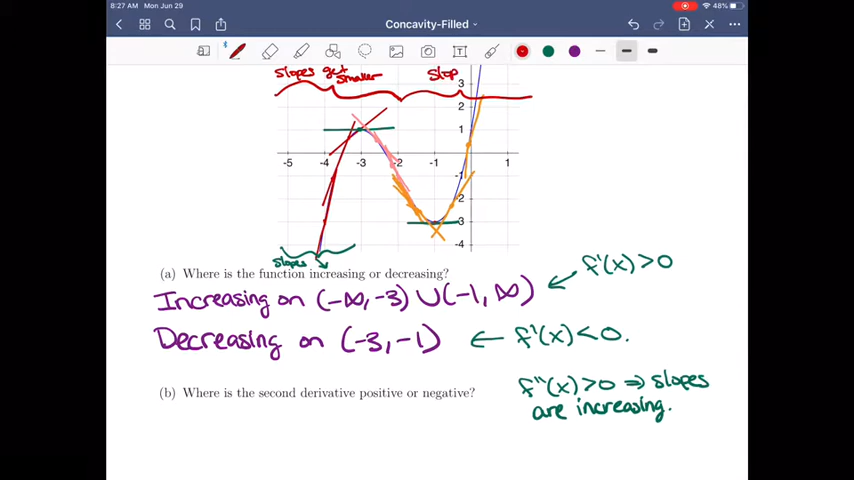 8:27 AM Mon Jun 29
48%
Concavity-Filled
slopes get smaller
slop
3
2
1
-5 -4 -3 -2 -1 1
-1
-2
-3
-4
slopes
(a) Where is the function increasing or decreasing?
f'(x) > 0
Increasing on (-∞, -3) ∪ (-1, ∞)
Decreasing on (-3, -1)
f'(x) < 0.
(b) Where is the second derivative positive or negative?
f''(x) > 0 ⇒ slopes
are increasing.